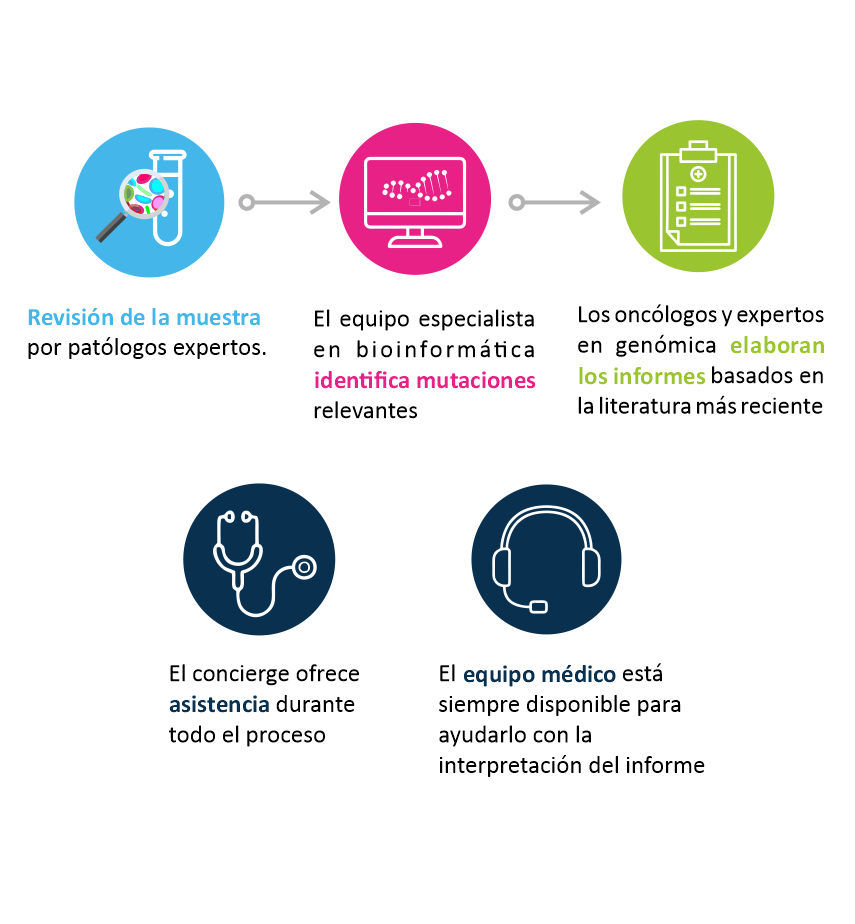 Revisión de la muestra
por patólogos expertos.
El equipo especialista
en bioinformática
identifica mutaciones
relevantes
Los oncólogos y expertos
en genómica elaboran
los informes basados en
la literatura más reciente
El concierge ofrece
asistencia durante
todo el proceso
El equipo médico está
siempre disponible para
ayudarlo con la
interpretación del informe